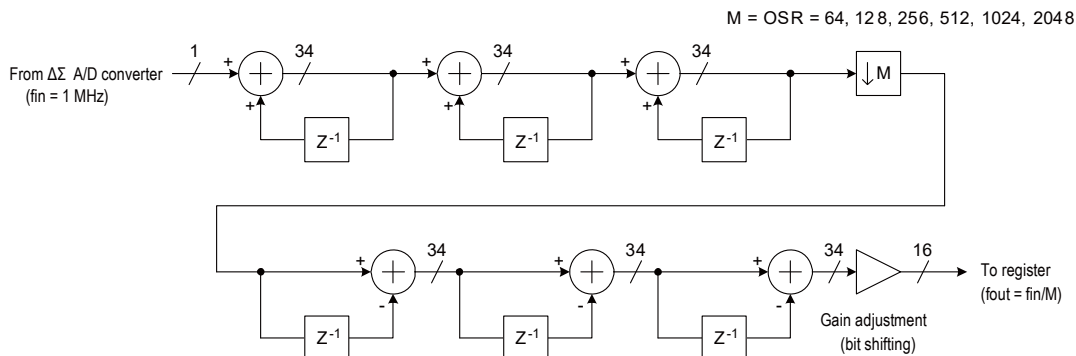 M = OSR = 64, 128, 256, 512, 1024, 2048
From ΔΣ A/D converter
(fin = 1 MHz)
1
+
+
34
Z-1
+
+
34
Z-1
+
+
34
Z-1
↓ M
+
-
34
Z-1
+
-
34
Z-1
+
-
34
Z-1
16
To register
(fout = fin/M)
Gain adjustment
(bit shifting)